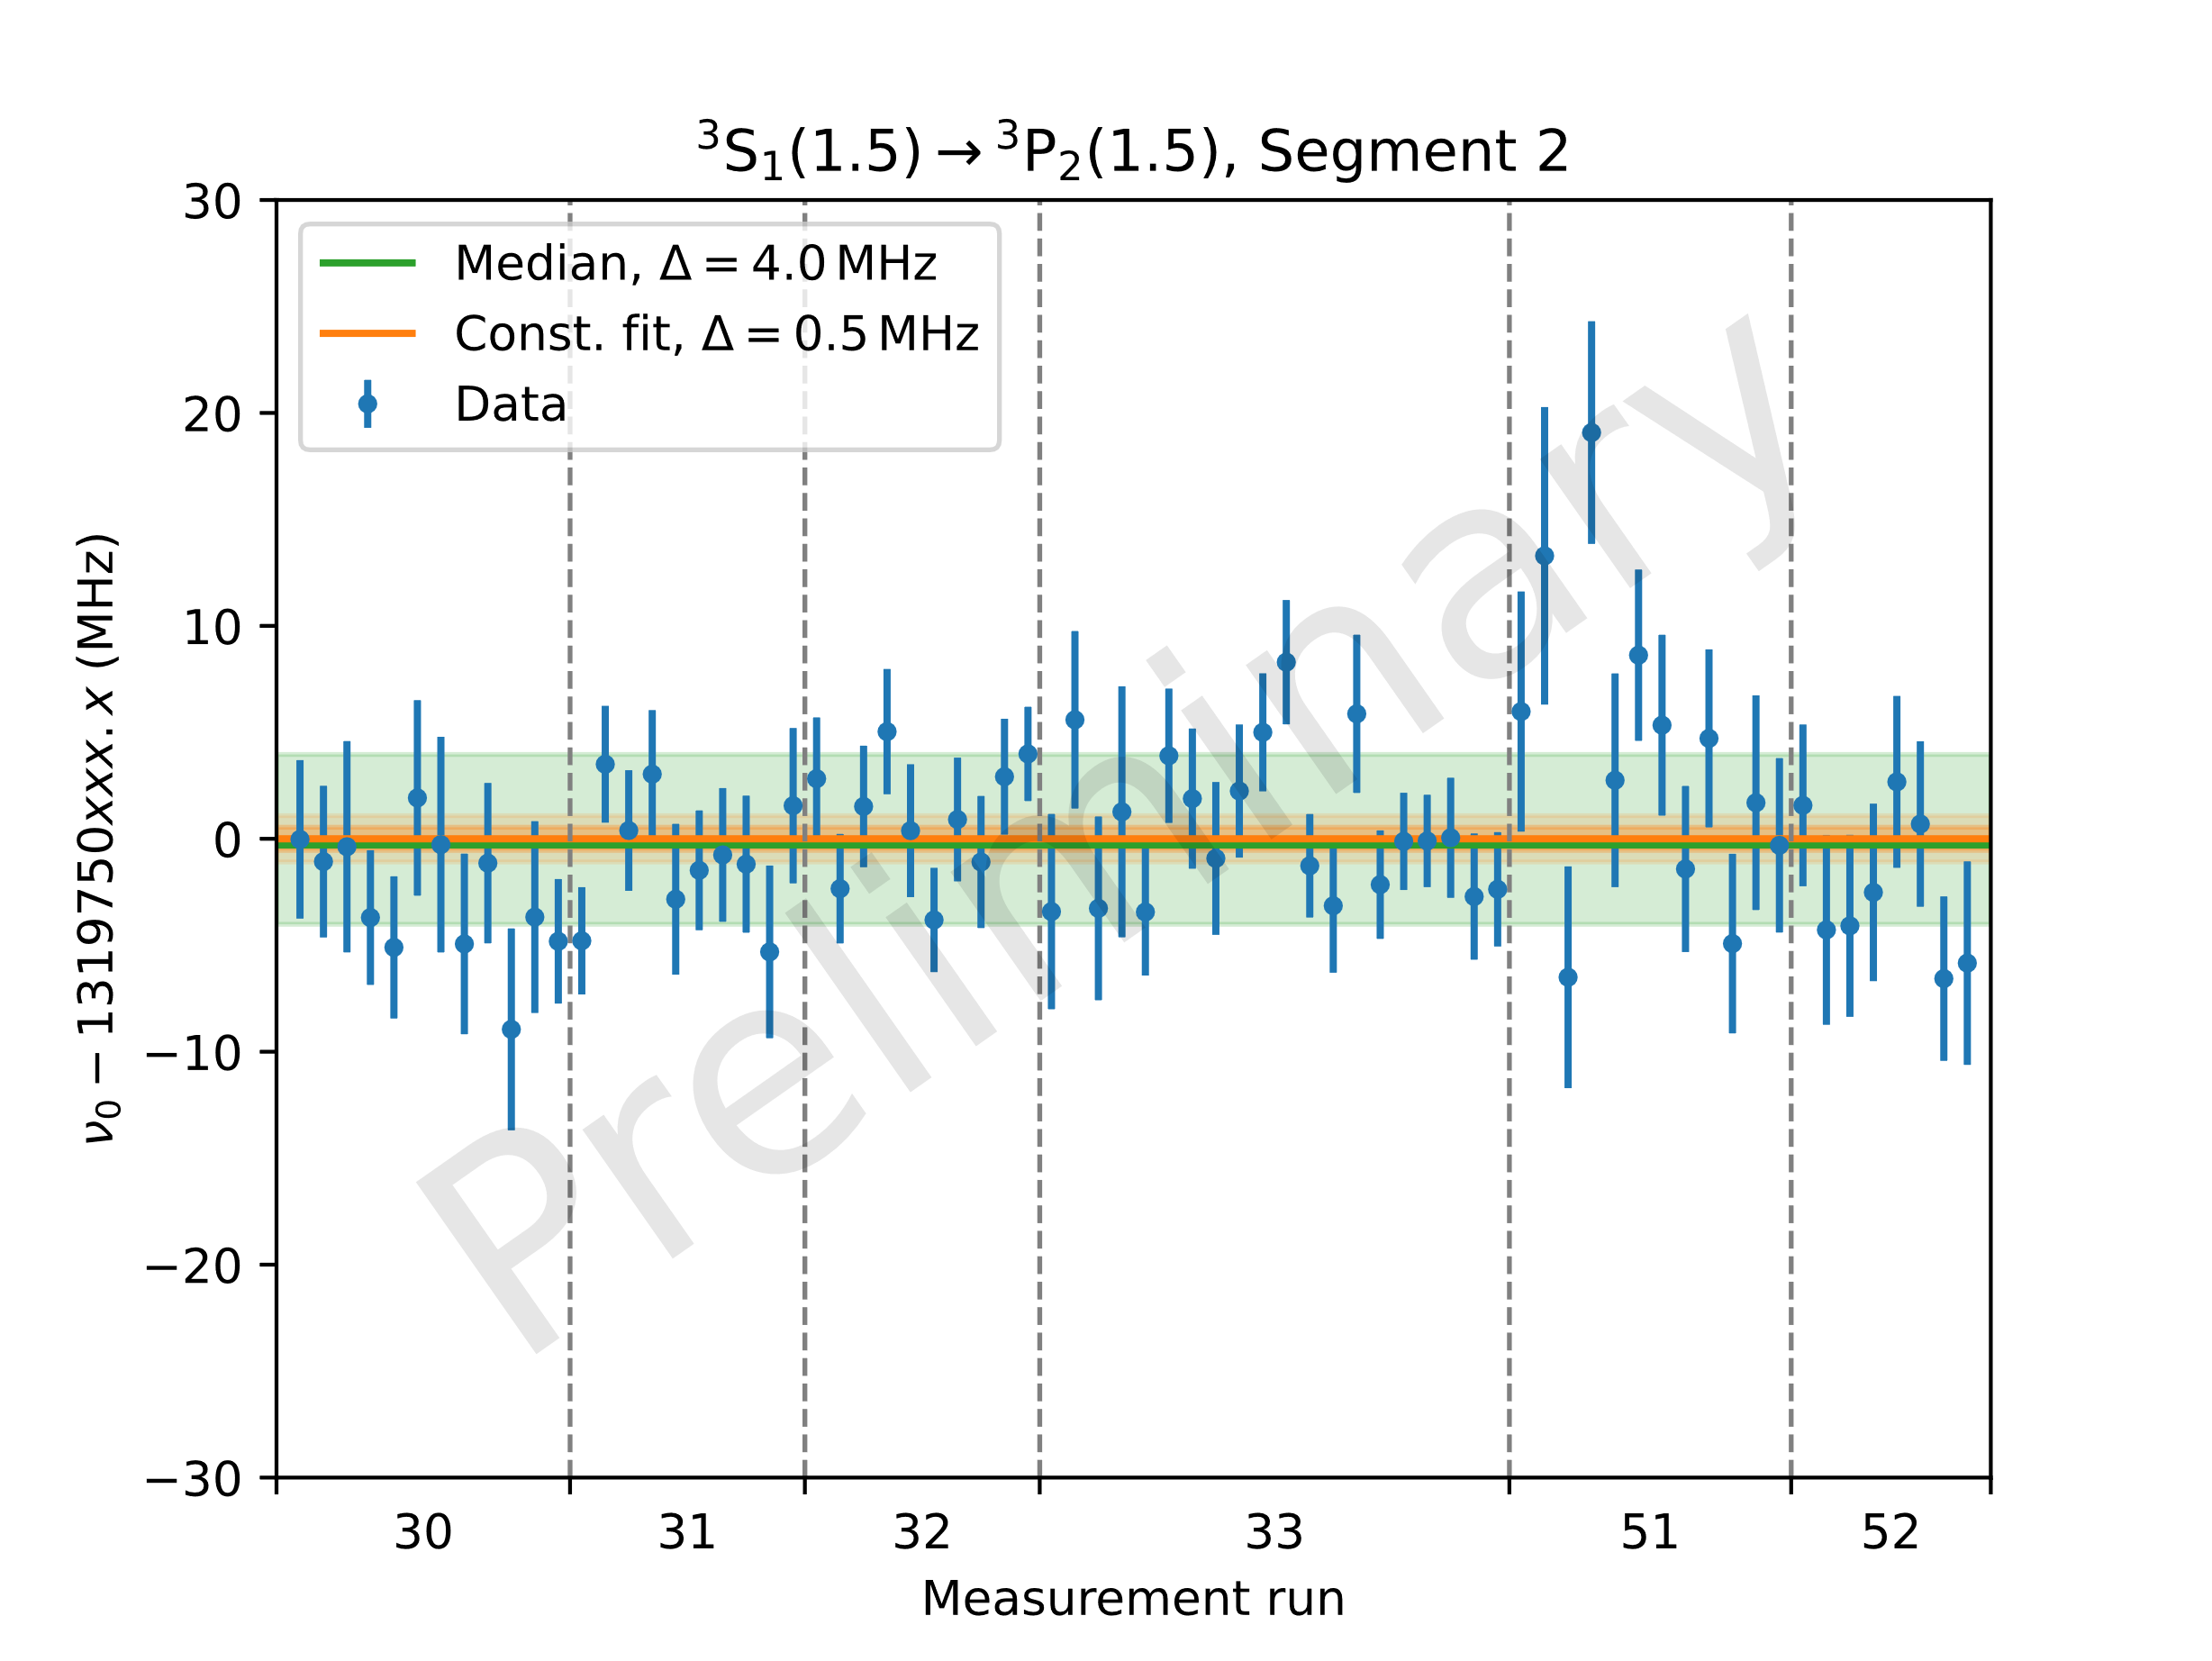 ³S₁(1.5) → ³P₂(1.5), Segment 2
30
20
10
0
−10
−20
−30
ν₀ − 1319750xxx.x (MHz)
Median, Δ = 4.0 MHz
Const. fit, Δ = 0.5 MHz
Data
Preliminary
30 31 32 33 51 52
Measurement run